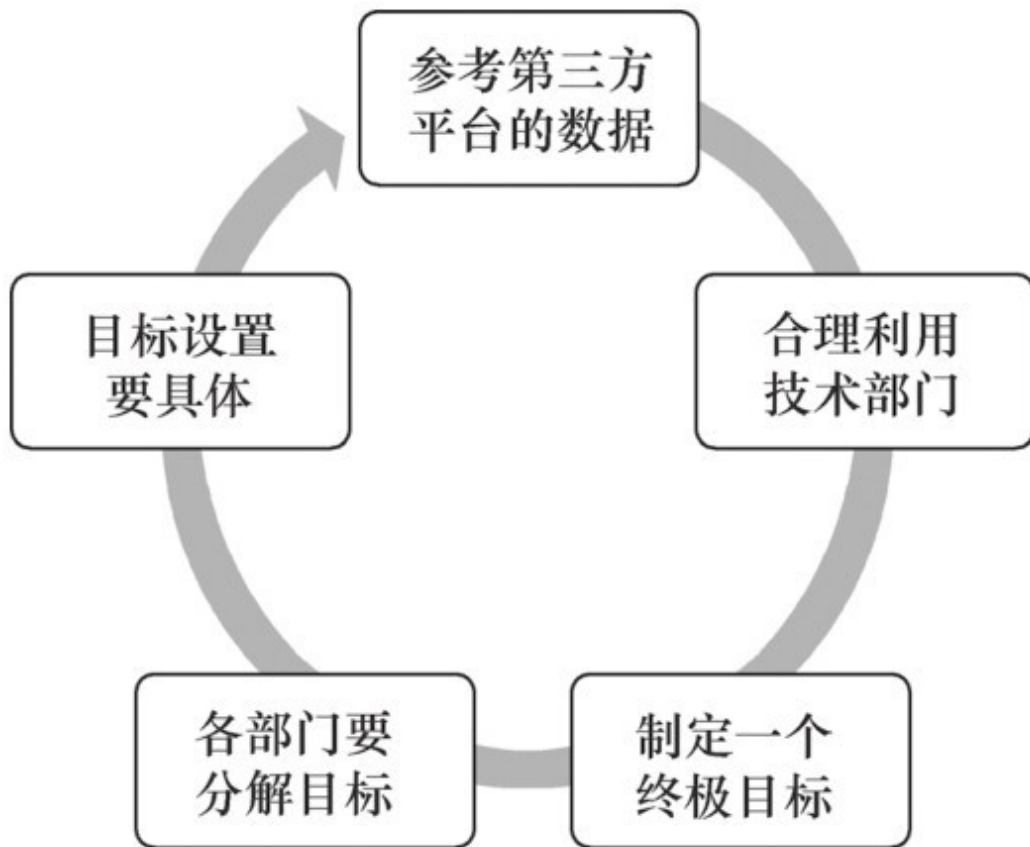 参考第三方
平台的数据
合理利用
技术部门
制定一个
终极目标
各部门要
分解目标
目标设置
要具体